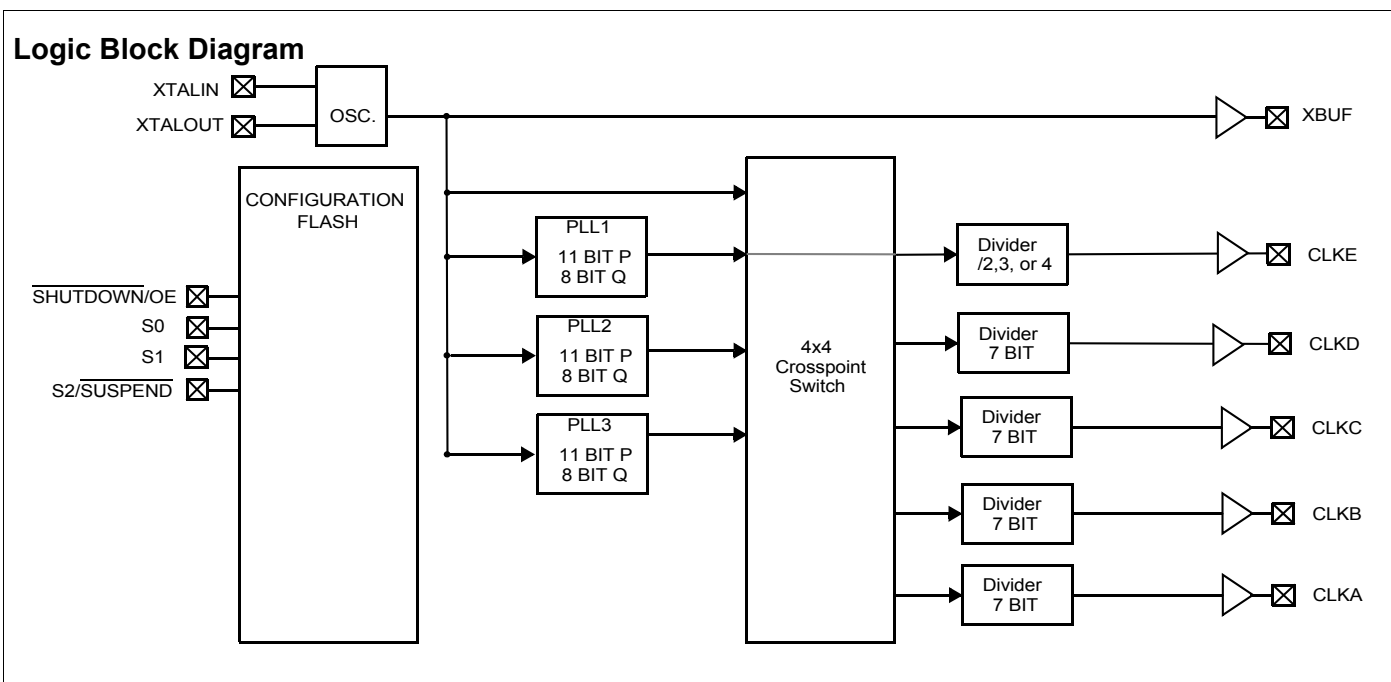 Logic Block Diagram
XTALIN
XTALOUT
OSC.
XBUF
CONFIGURATION
FLASH
SHUTDOWN/OE
S0
S1
S2/SUSPEND
PLL1
11 BIT P
8 BIT Q
PLL2
11 BIT P
8 BIT Q
PLL3
11 BIT P
8 BIT Q
4x4
Crosspoint
Switch
Divider
/2,3, or 4
CLKE
Divider
7 BIT
CLKD
Divider
7 BIT
CLKC
Divider
7 BIT
CLKB
Divider
7 BIT
CLKA